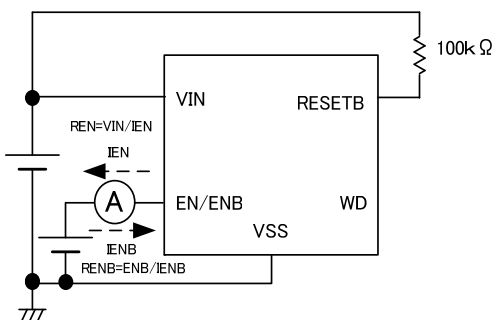 100kΩ
VIN
RESETB
REN=VIN/IEN
IEN
A
EN/ENB
WD
VSS
IENB
RENB=ENB/IENB